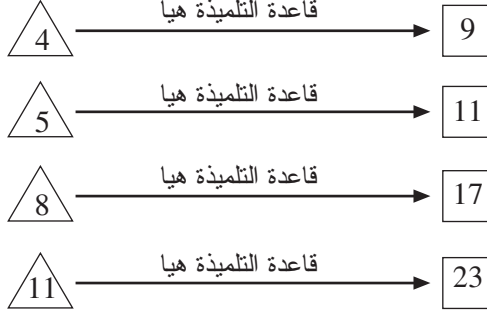 قاعدة التلميذة هيا
4 9
قاعدة التلميذة هيا
5 11
قاعدة التلميذة هيا
8 17
قاعدة التلميذة هيا
11 23